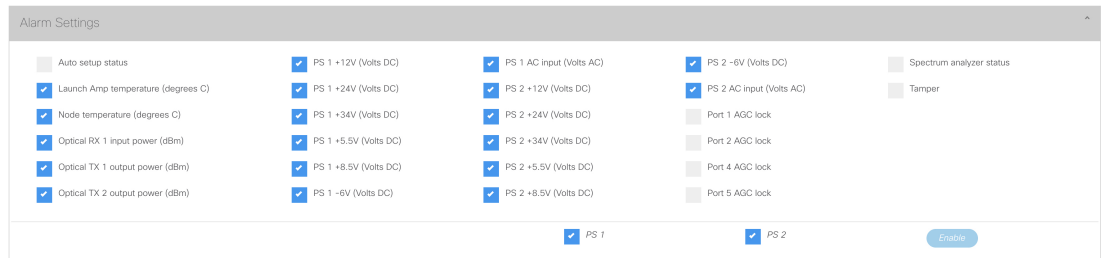 Alarm Settings
Auto setup status
Launch Amp temperature (degrees C)
Node temperature (degrees C)
Optical RX 1 input power (dBm)
Optical TX 1 output power (dBm)
Optical TX 2 output power (dBm)
PS 1 +12V (Volts DC)
PS 1 +24V (Volts DC)
PS 1 +34V (Volts DC)
PS 1 +5.5V (Volts DC)
PS 1 +8.5V (Volts DC)
PS 1 -6V (Volts DC)
PS 1 AC input (Volts AC)
PS 2 +12V (Volts DC)
PS 2 +24V (Volts DC)
PS 2 +34V (Volts DC)
PS 2 +5.5V (Volts DC)
PS 2 +8.5V (Volts DC)
PS 2 -6V (Volts DC)
PS 2 AC input (Volts AC)
Port 1 AGC lock
Port 2 AGC lock
Port 4 AGC lock
Port 5 AGC lock
Spectrum analyzer status
Tamper
PS 1
PS 2
Enable